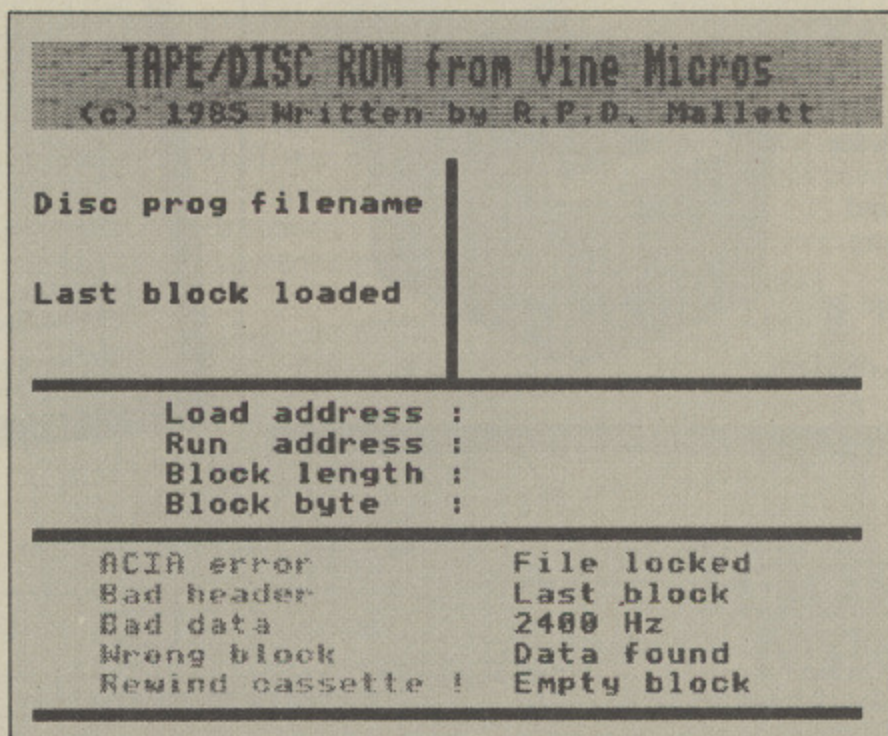 TAPE/DISC ROM from Vine Micros
(c) 1985 Written by R.P.D. Mallett
Disc prog filename
Last block loaded
Load address :
Run address :
Block length :
Block byte :
ACIA error
Bad header
Bad data
Wrong block
Rewind cassette !
File locked
Last block
2400 Hz
Data found
Empty block